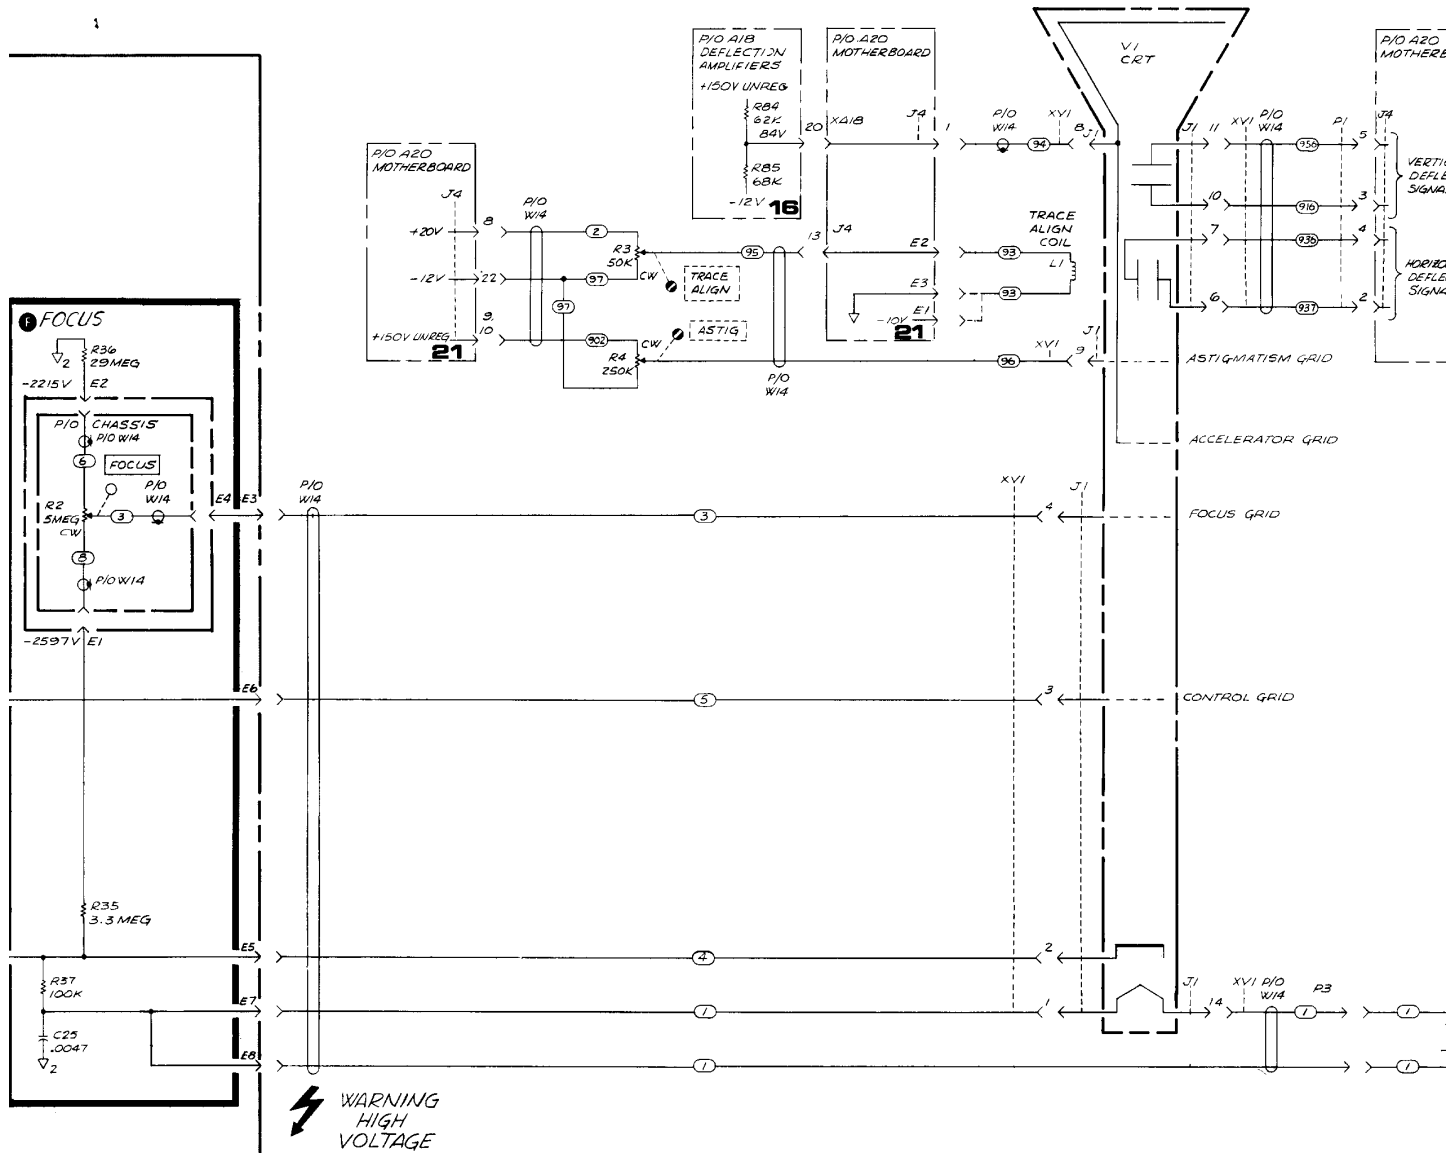 P/O A18
DEFLECTION
AMPLIFIERS
+150V UNREG
R84
62K
84V
R85
68K
-12V 16
20 XA18
P/O A20
MOTHERBOARD
J4
1
P/O
W14
94
XV1
8
J1
V1
CRT
J1
11
XV1
P/O
W14
956
P1
5
J4
P/O A20
10
916
3
7
936
4
6
937
2
P/O A20
MOTHERBOARD
J4
+20V
8
-12V
22
+150V UNREG
9,
10
21
P/O
W14
2
97
97
902
R3
50K
CW
TRACE
ALIGN
ASTIG
CW
R4
250K
95
13
J4
P/O
W14
E2
E3
E1
-10V
21
93
93
TRACE
ALIGN
COIL
L1
96
XV1
9
J1
ASTIGMATISM GRID
ACCELERATOR GRID
F FOCUS
2
R36
29MEG
-2215V
E2
P/O CHASSIS
P/O W14
6
FOCUS
R2
5MEG
CW
3
P/O
W14
8
P/O W14
-2597V E1
E4
E3
P/O
W14
3
XV1
J1
4
FOCUS GRID
E6
5
3
CONTROL GRID
R35
3.3 MEG
E5
4
2
R37
100K
E7
1
1
J1
14
XV1
P/O
W14
1
P3
1
C25
.0047
2
E8
1
1
WARNING
HIGH
VOLTAGE